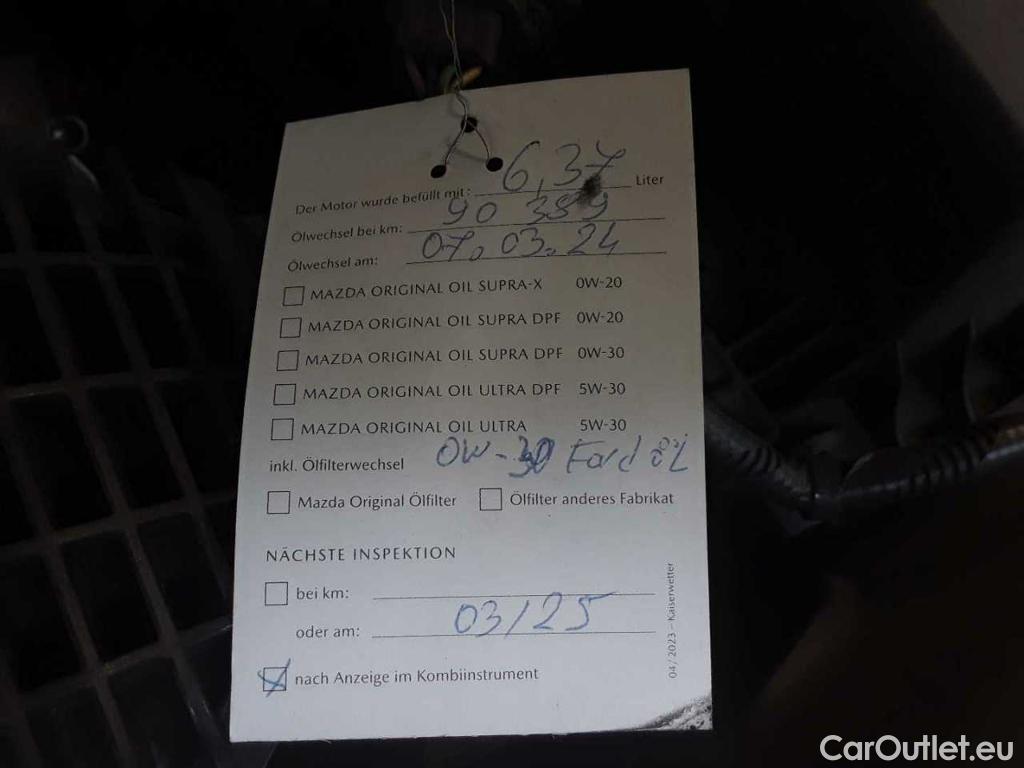 Der Motor wurde befüllt mit: 6,37 Liter
Ölwechsel bei km: 90 389
Ölwechsel am: 07.03.24
MAZDA ORIGINAL OIL SUPRA-X 0W-20
MAZDA ORIGINAL OIL SUPRA DPF 0W-20
MAZDA ORIGINAL OIL SUPRA DPF 0W-30
MAZDA ORIGINAL OIL ULTRA DPF 5W-30
MAZDA ORIGINAL OIL ULTRA 5W-30
inkl. Ölfilterwechsel 0W-30 Ford öl
Mazda Original Ölfilter Ölfilter anderes Fabrikat
NÄCHSTE INSPEKTION
bei km:
oder am: 03/25
nach Anzeige im Kombiinstrument
04/2023 – Kaiserwetter
CarOutlet.eu